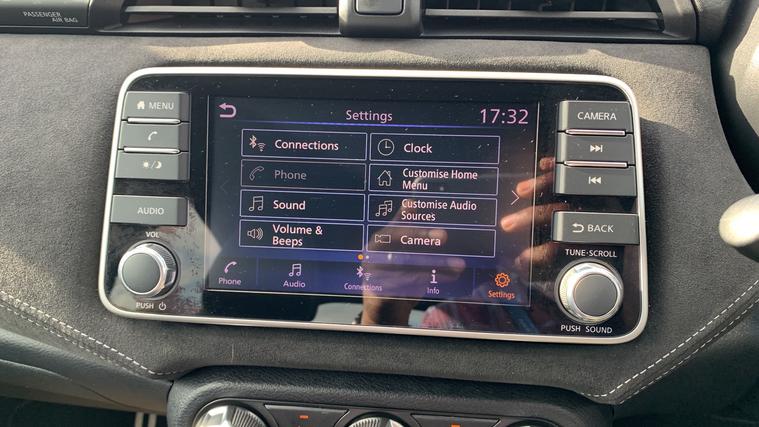 PASSENGER
AIR BAG
MENU
VOL
AUDIO
PUSH
Settings
17:32
Connections
Clock
Phone
Customise Home
Menu
Sound
Customise Audio
Sources
Volume &
Beeps
Camera
Phone
Audio
Connections
Info
Settings
CAMERA
BACK
TUNE·SCROLL
PUSH SOUND